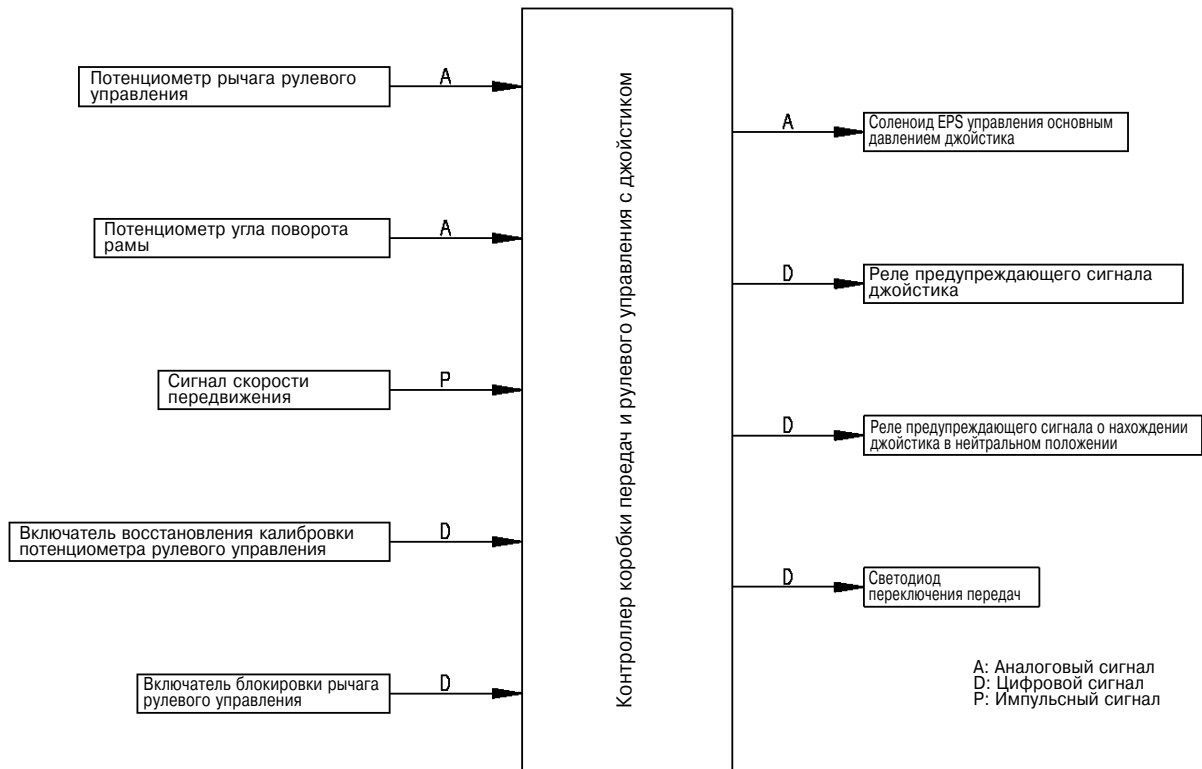 Потенциометр рычага рулевого
управления
A
Потенциометр угла поворота
рамы
A
Сигнал скорости
передвижения
P
Включатель восстановления калибровки
потенциометра рулевого управления
D
Включатель блокировки рычага
рулевого управления
D
Контроллер коробки передач и рулевого управления с джойстиком
A
Соленоид EPS управления основным
давлением джойстика
D
Реле предупреждающего сигнала
джойстика
D
Реле предупреждающего сигнала о нахождении
джойстика в нейтральном положении
D
Светодиод
переключения передач
A: Аналоговый сигнал
D: Цифровой сигнал
P: Импульсный сигнал